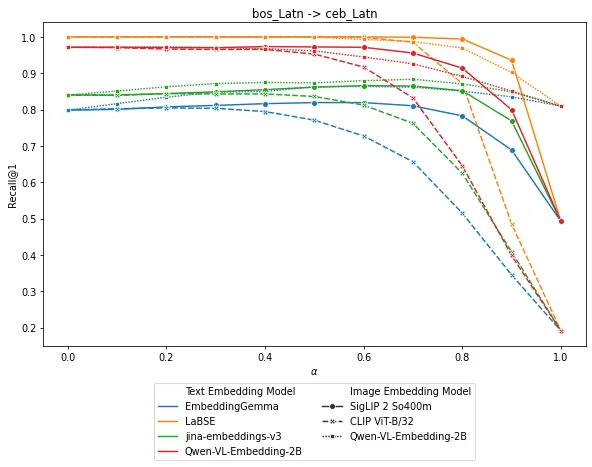 bos_Latn -> ceb_Latn
Recall@1
1.0
0.9
0.8
0.7
0.6
0.5
0.4
0.3
0.2
0.0 0.2 0.4 0.6 0.8 1.0
α
Text Embedding Model
EmbeddingGemma
LaBSE
jina-embeddings-v3
Qwen-VL-Embedding-2B
Image Embedding Model
SigLIP 2 So400m
CLIP ViT-B/32
Qwen-VL-Embedding-2B